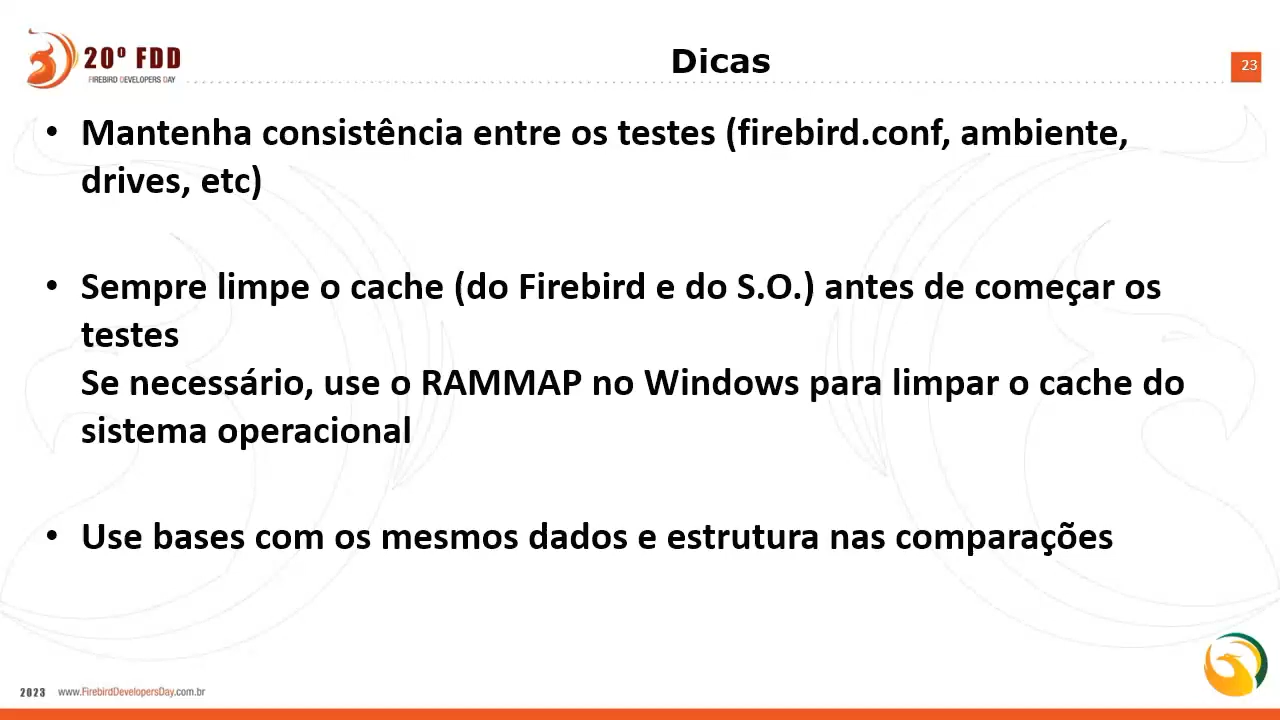 20º FDD
FIREBIRD DEVELOPERS DAY
Dicas
23
• Mantenha consistência entre os testes (firebird.conf, ambiente,
drives, etc)
• Sempre limpe o cache (do Firebird e do S.O.) antes de começar os
testes
Se necessário, use o RAMMAP no Windows para limpar o cache do
sistema operacional
• Use bases com os mesmos dados e estrutura nas comparações
2023 www.FirebirdDevelopersDay.com.br